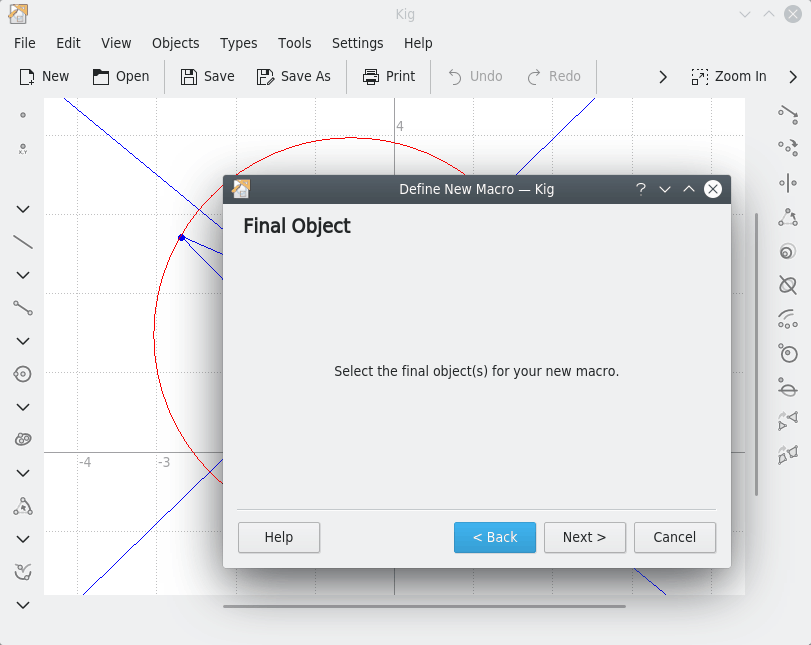 Kig
File Edit View Objects Types Tools Settings Help
New Open Save Save As Print Undo Redo Zoom In
4
Define New Macro — Kig
Final Object
Select the final object(s) for your new macro.
-4 -3
Help < Back Next > Cancel